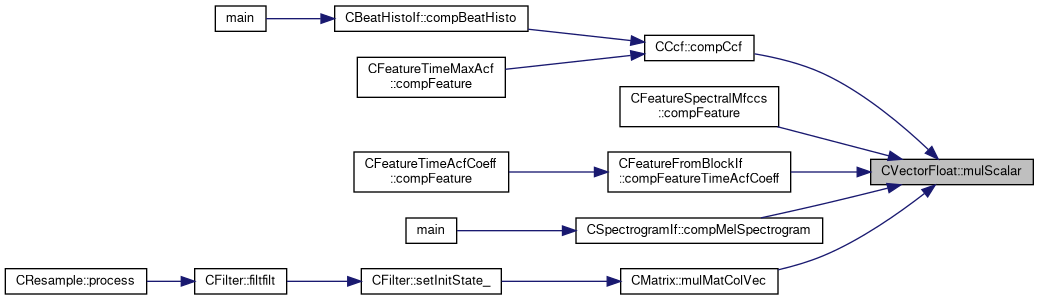 main
CBeatHistoIf::compBeatHisto
CCcf::compCcf
CFeatureTimeMaxAcf
::compFeature
CFeatureSpectralMfccs
::compFeature
CFeatureTimeAcfCoeff
::compFeature
CFeatureFromBlockIf
::compFeatureTimeAcfCoeff
CVectorFloat::mulScalar
main
CSpectrogramIf::compMelSpectrogram
CResample::process
CFilter::filtfilt
CFilter::setInitState_
CMatrix::mulMatColVec